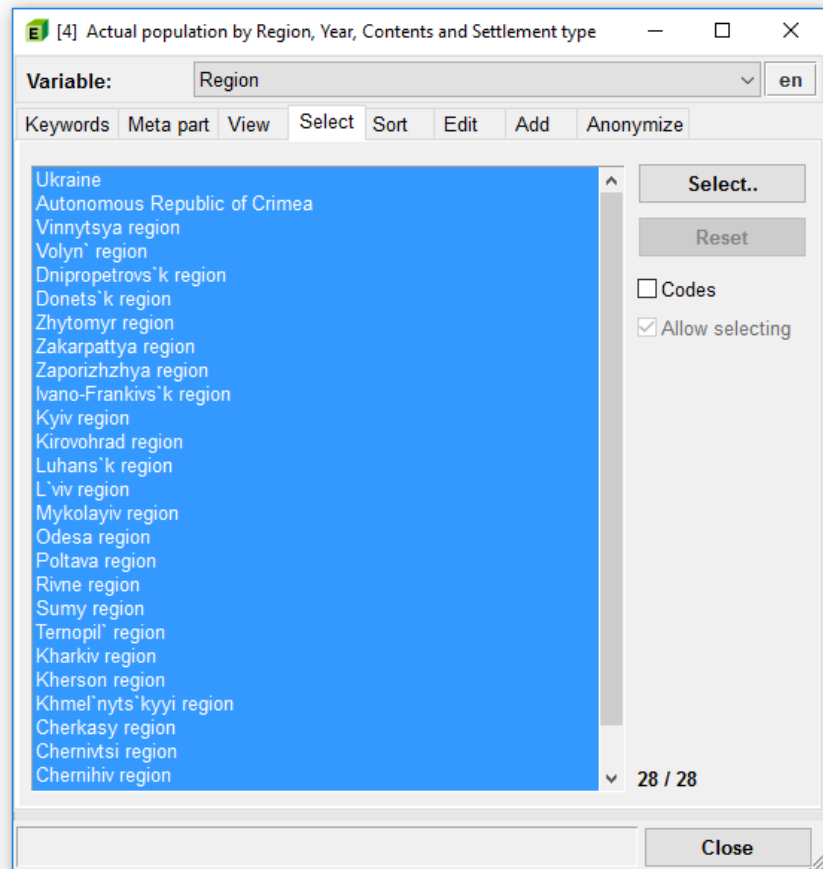 E [4] Actual population by Region, Year, Contents and Settlement type
Variable: Region en
Keywords Meta part View Select Sort Edit Add Anonymize
Ukraine
Autonomous Republic of Crimea
Vinnytsya region
Volyn` region
Dnipropetrovs`k region
Donets`k region
Zhytomyr region
Zakarpattya region
Zaporizhzhya region
Ivano-Frankivs`k region
Kyiv region
Kirovohrad region
Luhans`k region
L`viv region
Mykolayiv region
Odesa region
Poltava region
Rivne region
Sumy region
Ternopil` region
Kharkiv region
Kherson region
Khmel`nyts`kyyi region
Cherkasy region
Chernivtsi region
Chernihiv region
Select..
Reset
Codes
Allow selecting
28 / 28
Close